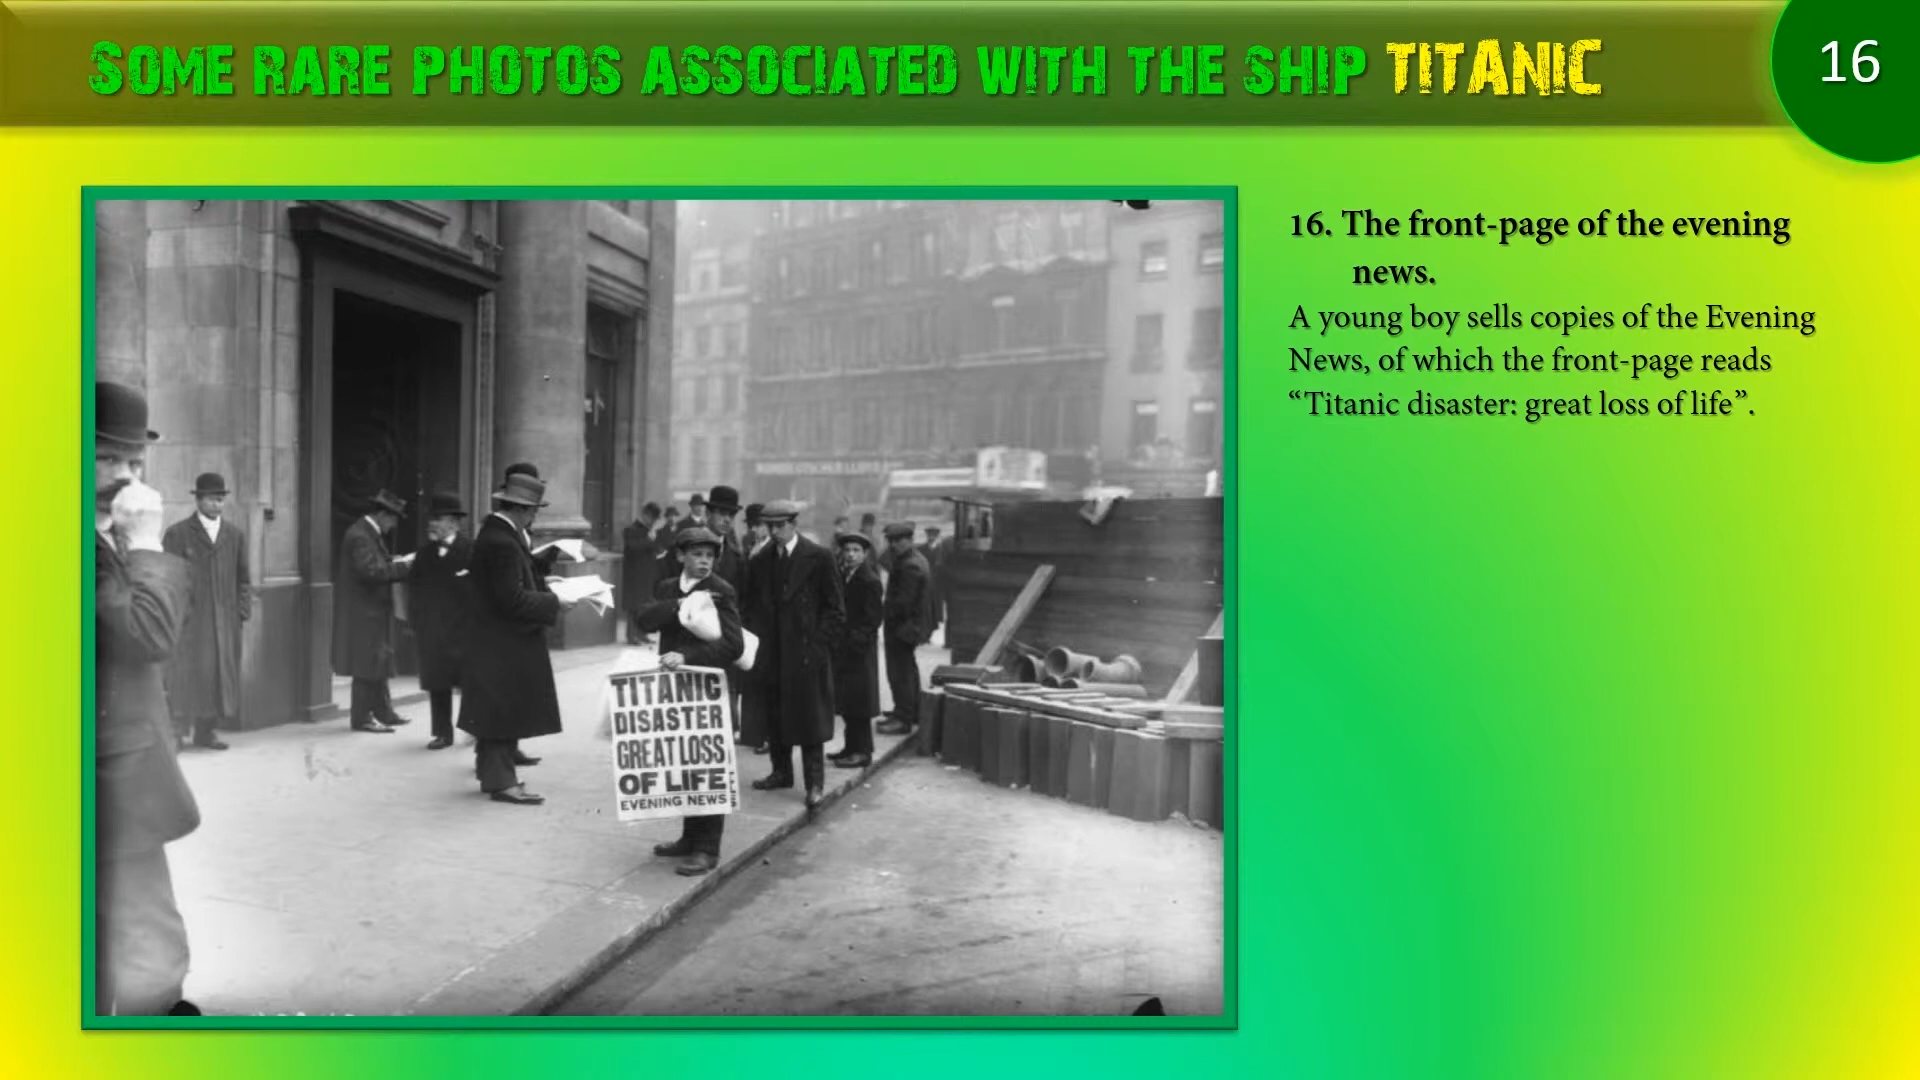 SOME RARE PHOTOS ASSOCIATED WITH THE SHIP TITANIC
16
16. The front-page of the evening
news.
A young boy sells copies of the Evening
News, of which the front-page reads
“Titanic disaster: great loss of life”.
TITANIC
DISASTER
GREAT LOSS
OF LIFE
EVENING NEWS